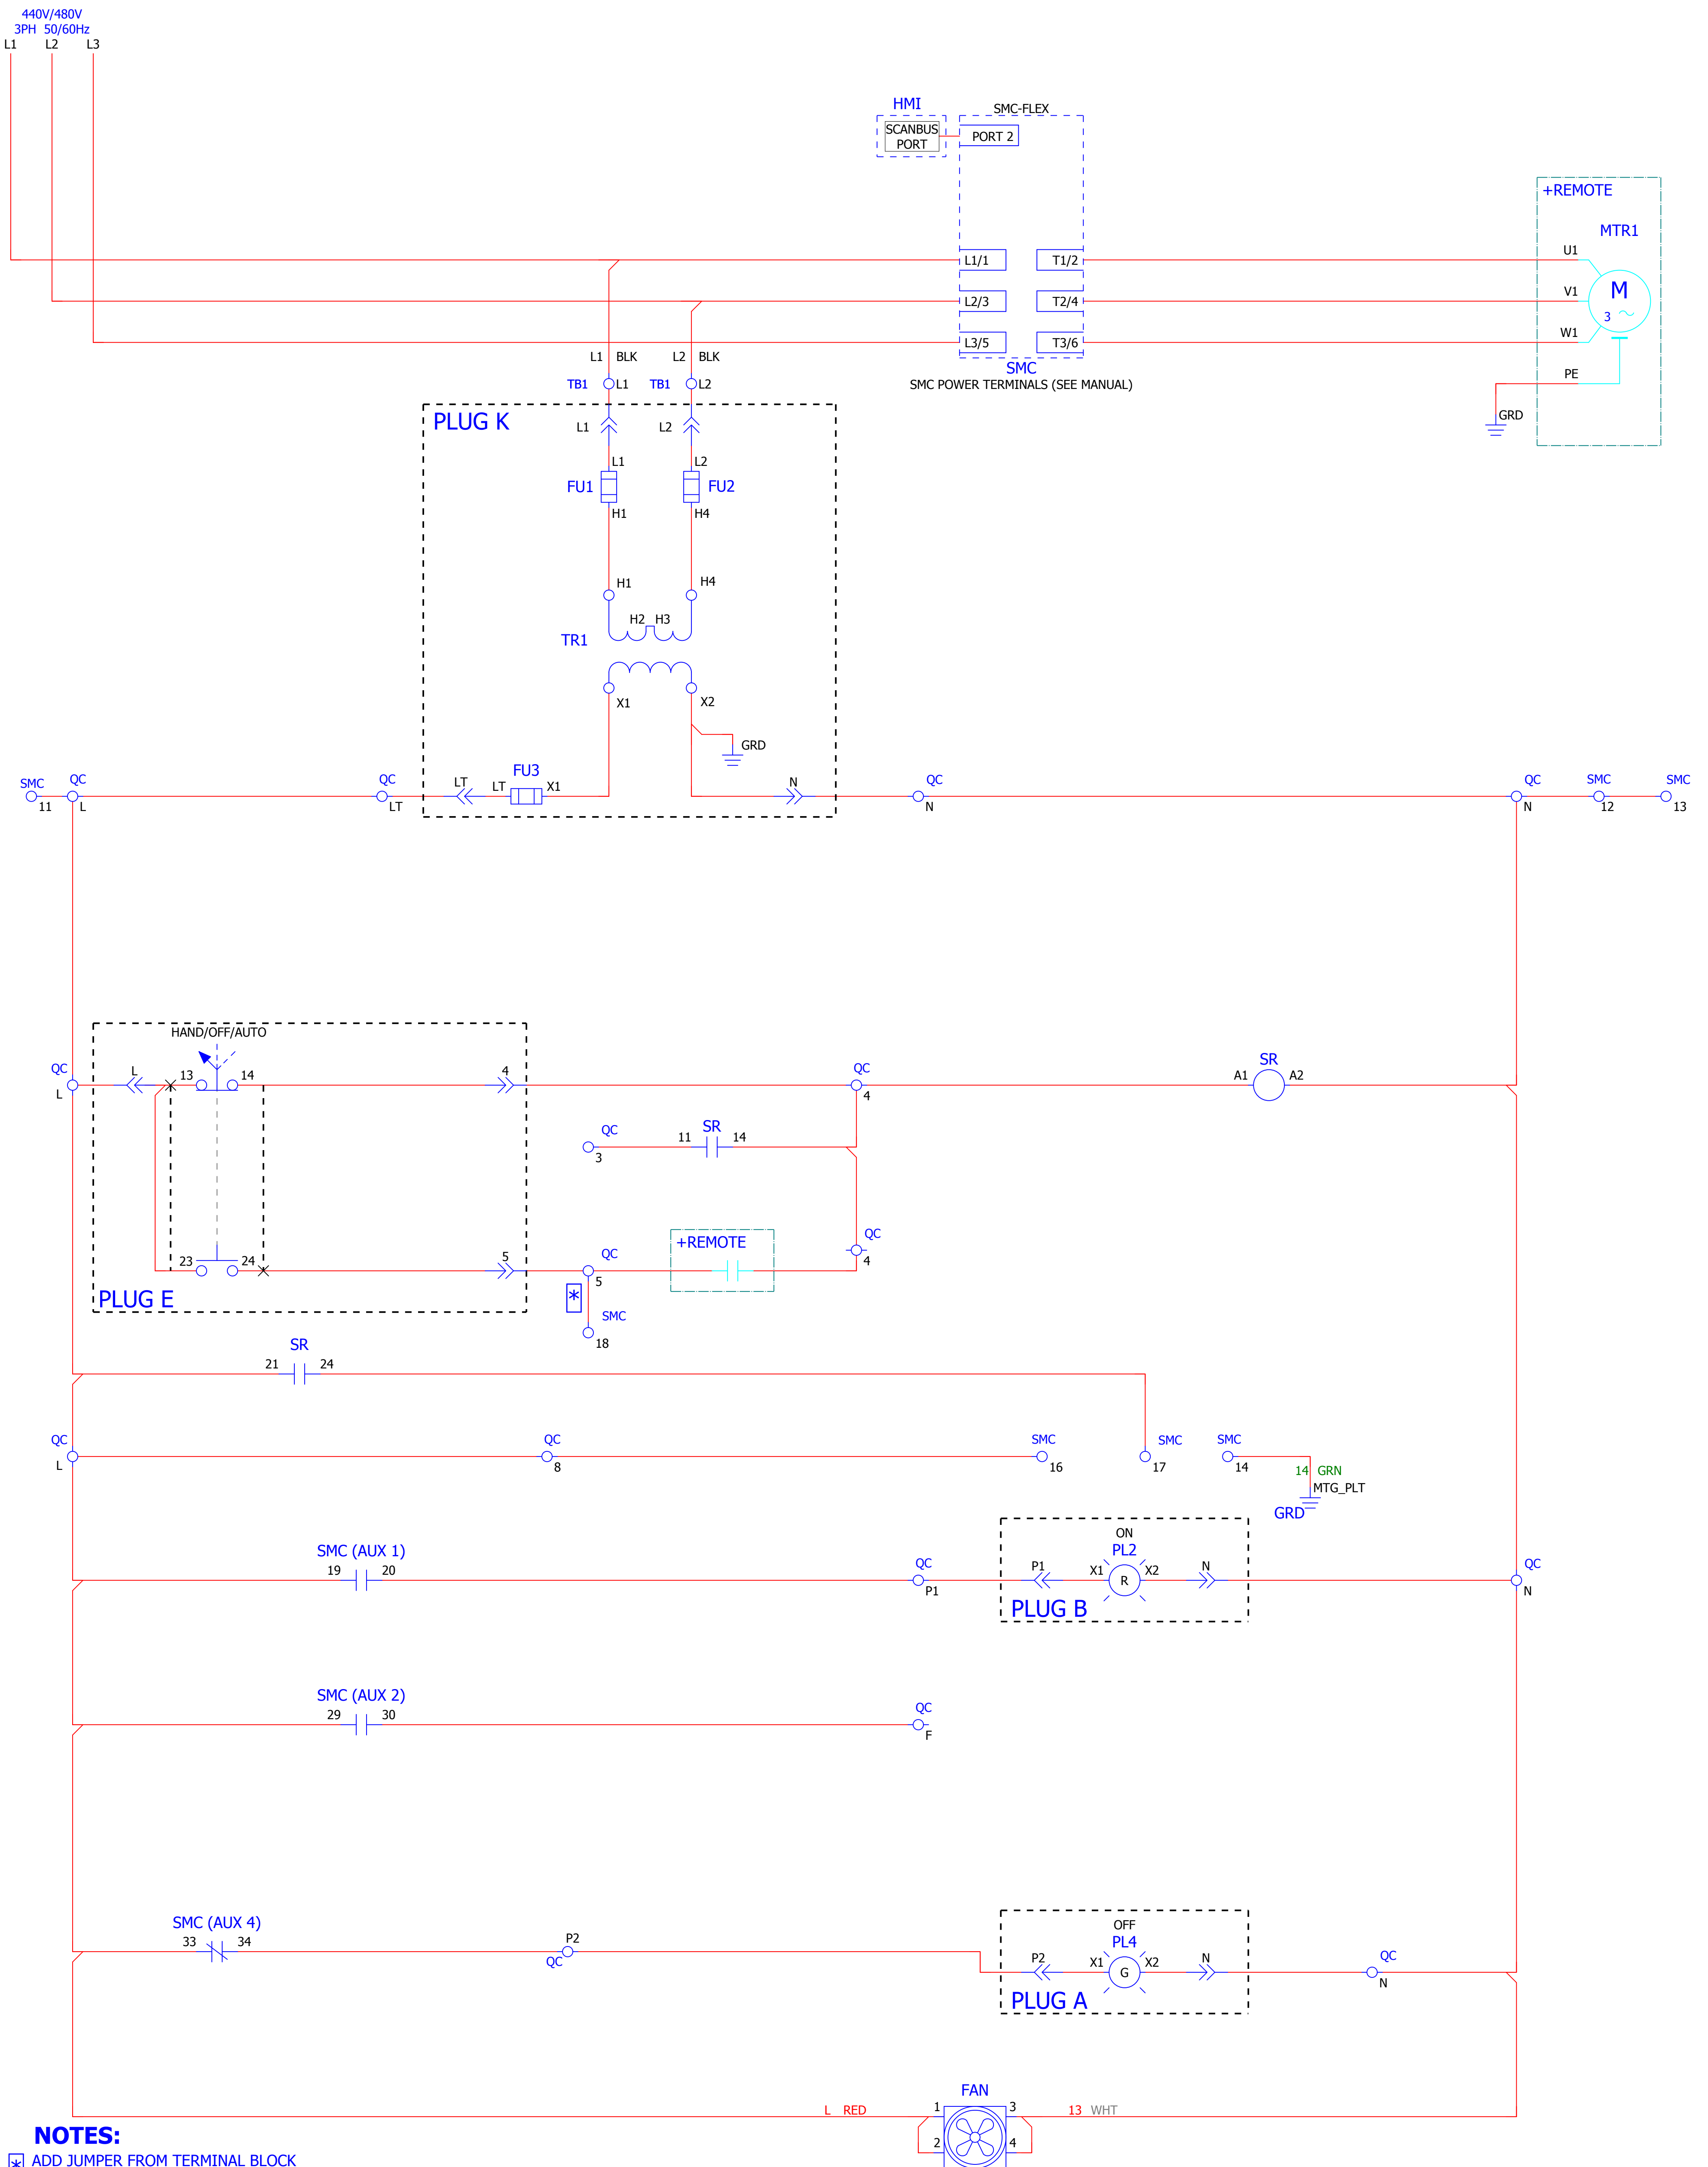 440V/480V
3PH 50/60Hz
L1 L2 L3
HMI
SCANBUS
PORT
SMC-FLEX
PORT 2
+REMOTE
MTR1
L1/1 T1/2 U1
L2/3 T2/4 V1
M
3
L3/5 T3/6 W1
SMC
SMC POWER TERMINALS (SEE MANUAL)
PE
GRD
L1 BLK L2 BLK
TB1 L1 TB1 L2
PLUG K
L1 L2
L1 L2
FU1 FU2
H1 H4
H1 H4
H2 H3
TR1
X1 X2
GRD
SMC QC QC LT LT FU3 X1 N QC QC SMC SMC
11 L LT N N 12 13
HAND/OFF/AUTO
QC L 13 14 4 QC A1 SR A2
L 4
QC 11 SR 14
3
23 24 5 QC +REMOTE QC
5 4
PLUG E
*
SMC
18
SR
21 24
QC QC SMC SMC SMC
L 8 16 17 14
14 GRN
MTG_PLT
GRD
ON
SMC (AUX 1) PL2
19 20 QC P1 X1 R X2 N QC
P1 N
PLUG B
SMC (AUX 2)
29 30 QC
F
OFF
SMC (AUX 4) PL4
33 34 P2 P2 X1 G X2 N QC
QC N
PLUG A
FAN
L RED 1 3 13 WHT
2 4
NOTES:
* ADD JUMPER FROM TERMINAL BLOCK